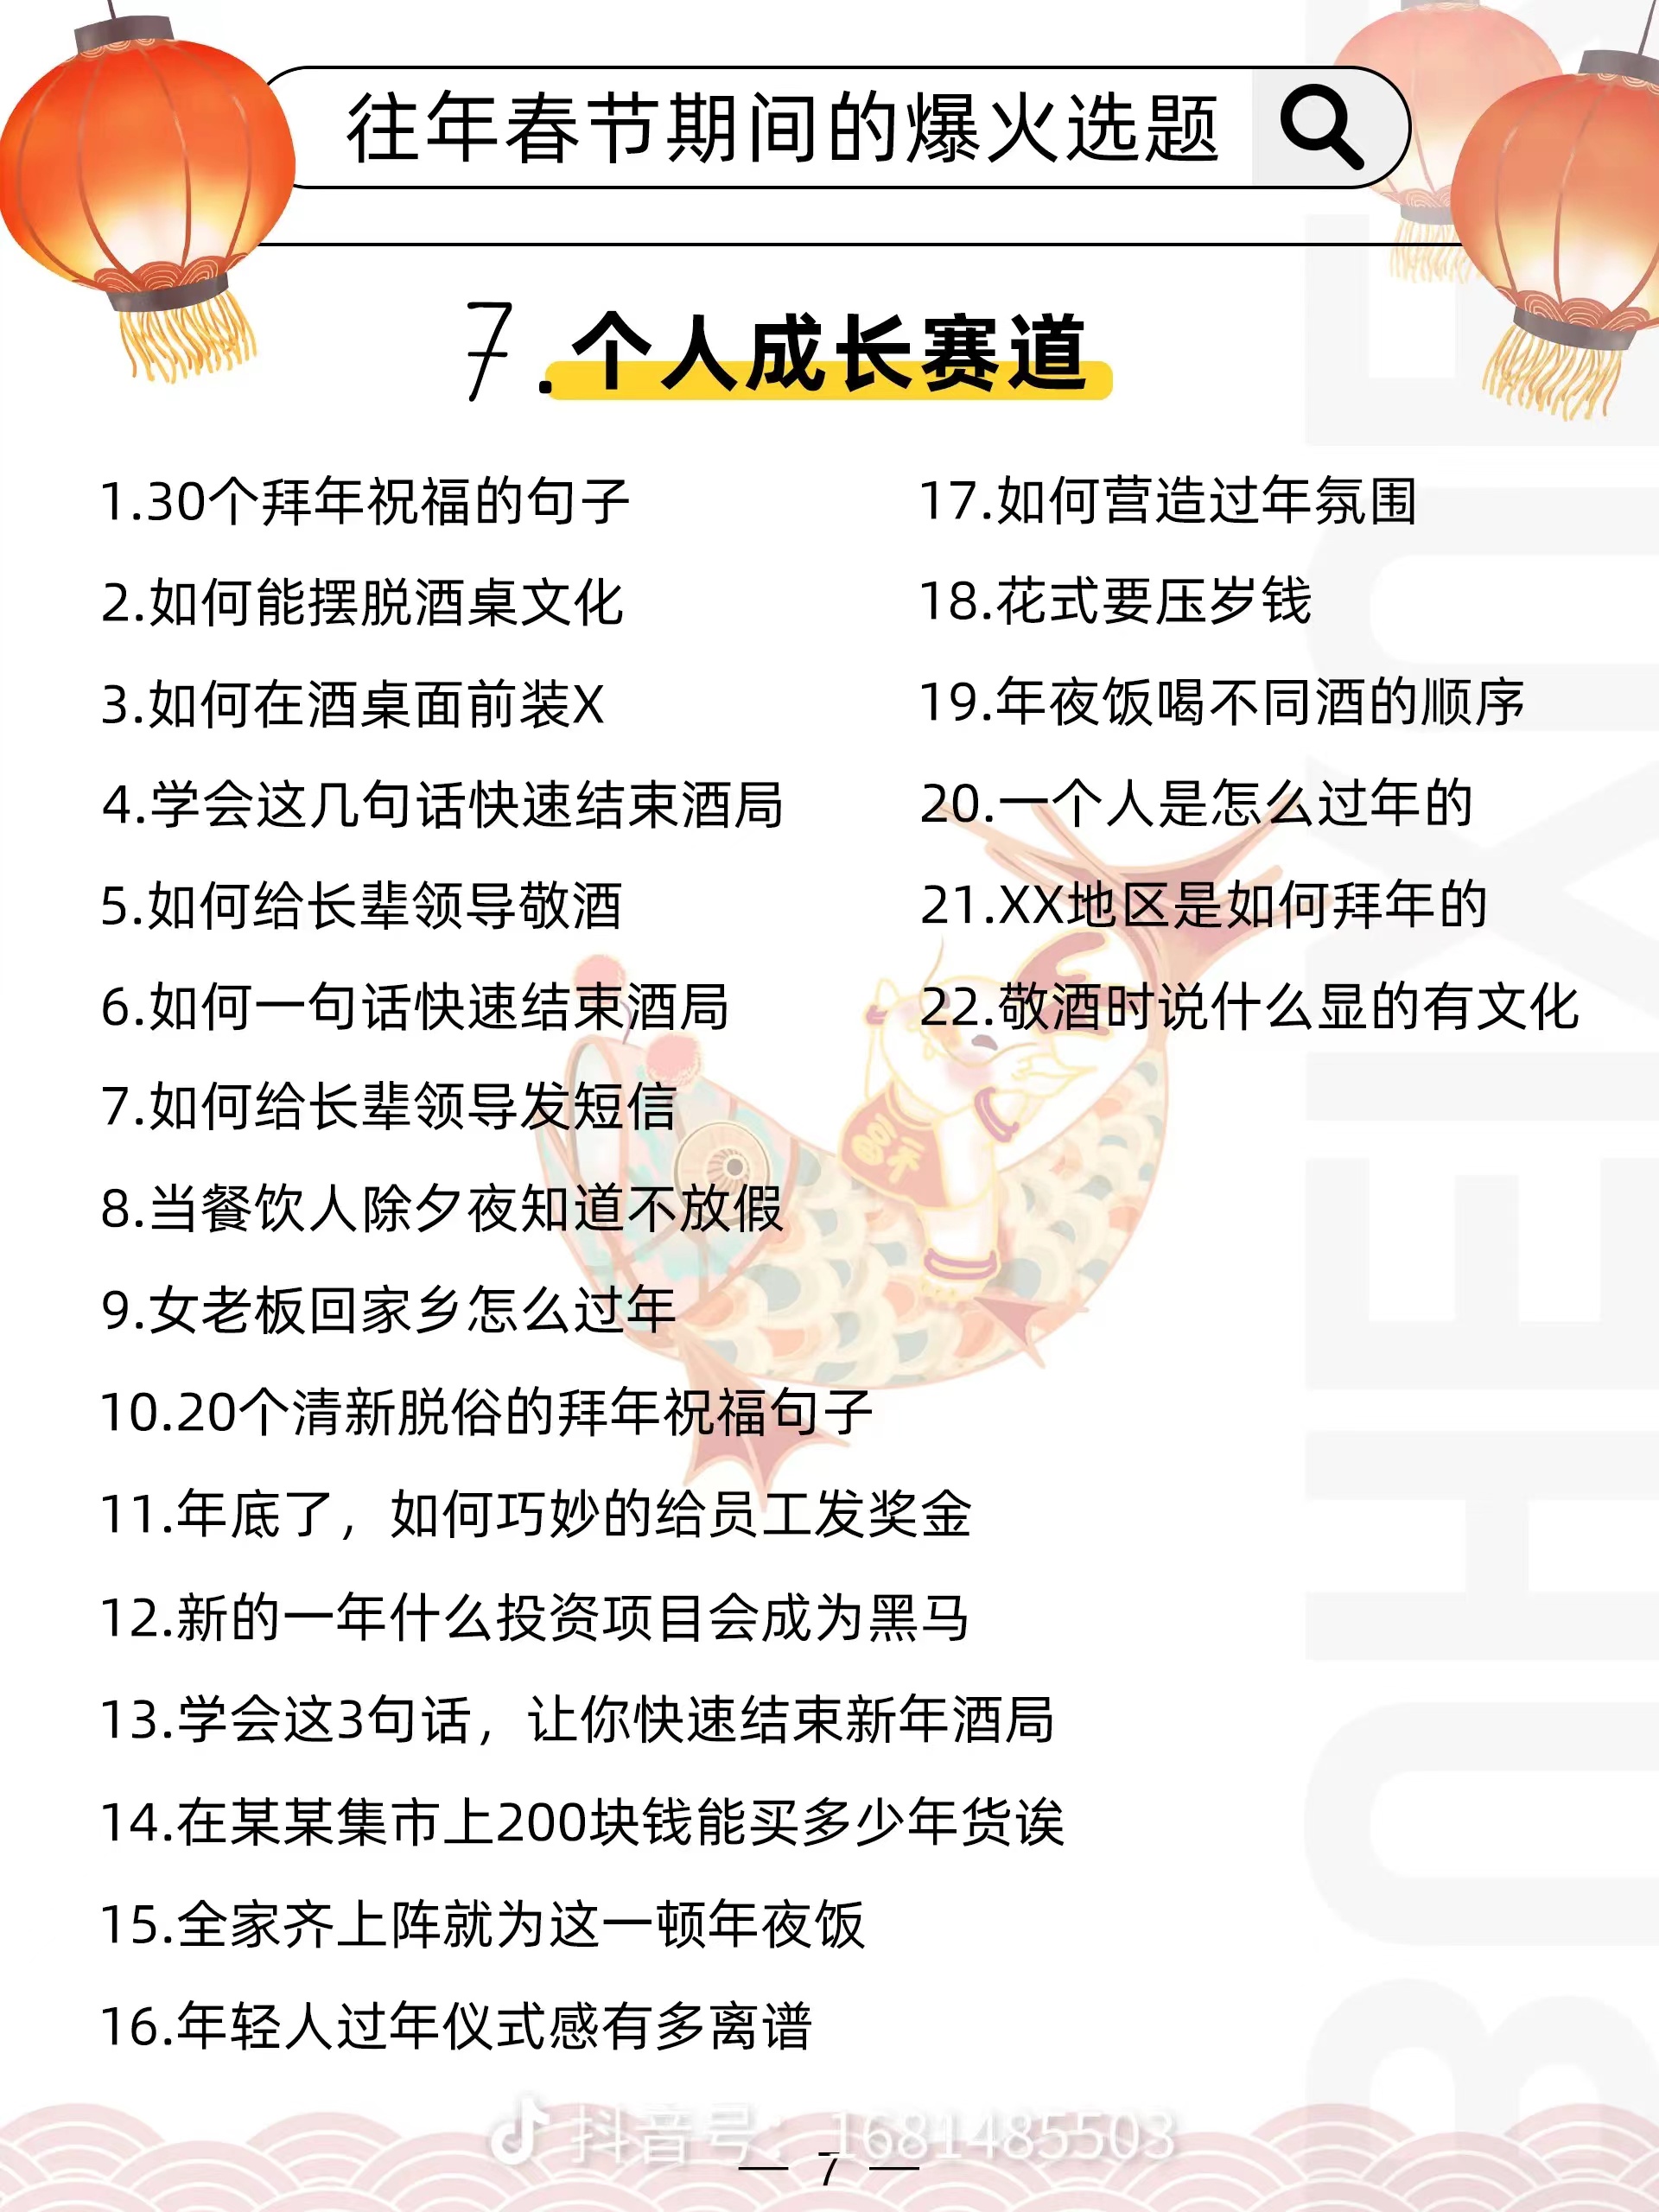 往年春节期间的爆火选题
7.个人成长赛道
1.30个拜年祝福的句子
2.如何能摆脱酒桌文化
3.如何在酒桌面前装X
4.学会这几句话快速结束酒局
5.如何给长辈领导敬酒
6.如何一句话快速结束酒局
7.如何给长辈领导发短信
8.当餐饮人除夕夜知道不放假
9.女老板回家乡怎么过年
10.20个清新脱俗的拜年祝福句子
11.年底了，如何巧妙的给员工发奖金
12.新的一年什么投资项目会成为黑马
13.学会这3句话，让你快速结束新年酒局
14.在某某集市上200块钱能买多少年货诶
15.全家齐上阵就为这一顿年夜饭
16.年轻人过年仪式感有多离谱
17.如何营造过年氛围
18.花式要压岁钱
19.年夜饭喝不同酒的顺序
20.一个人是怎么过年的
21.XX地区是如何拜年的
22.敬酒时说什么显的有文化
抖音号：1681485503
— 7 —